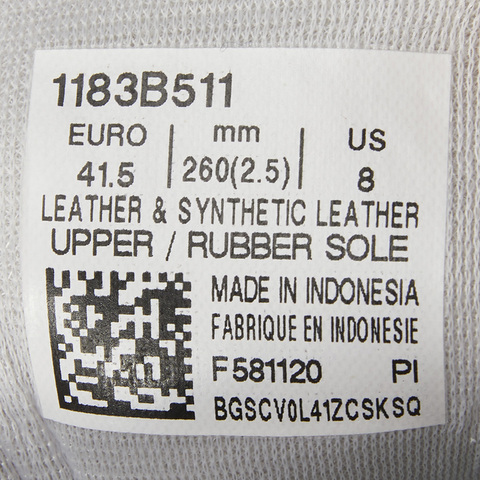 1183B511
EURO mm US
41.5 260(2.5) 8
LEATHER & SYNTHETIC LEATHER
UPPER / RUBBER SOLE
MADE IN INDONESIA
FABRIQUE EN INDONESIE
F581120 PI
BGSCV0L41ZCSKSQ